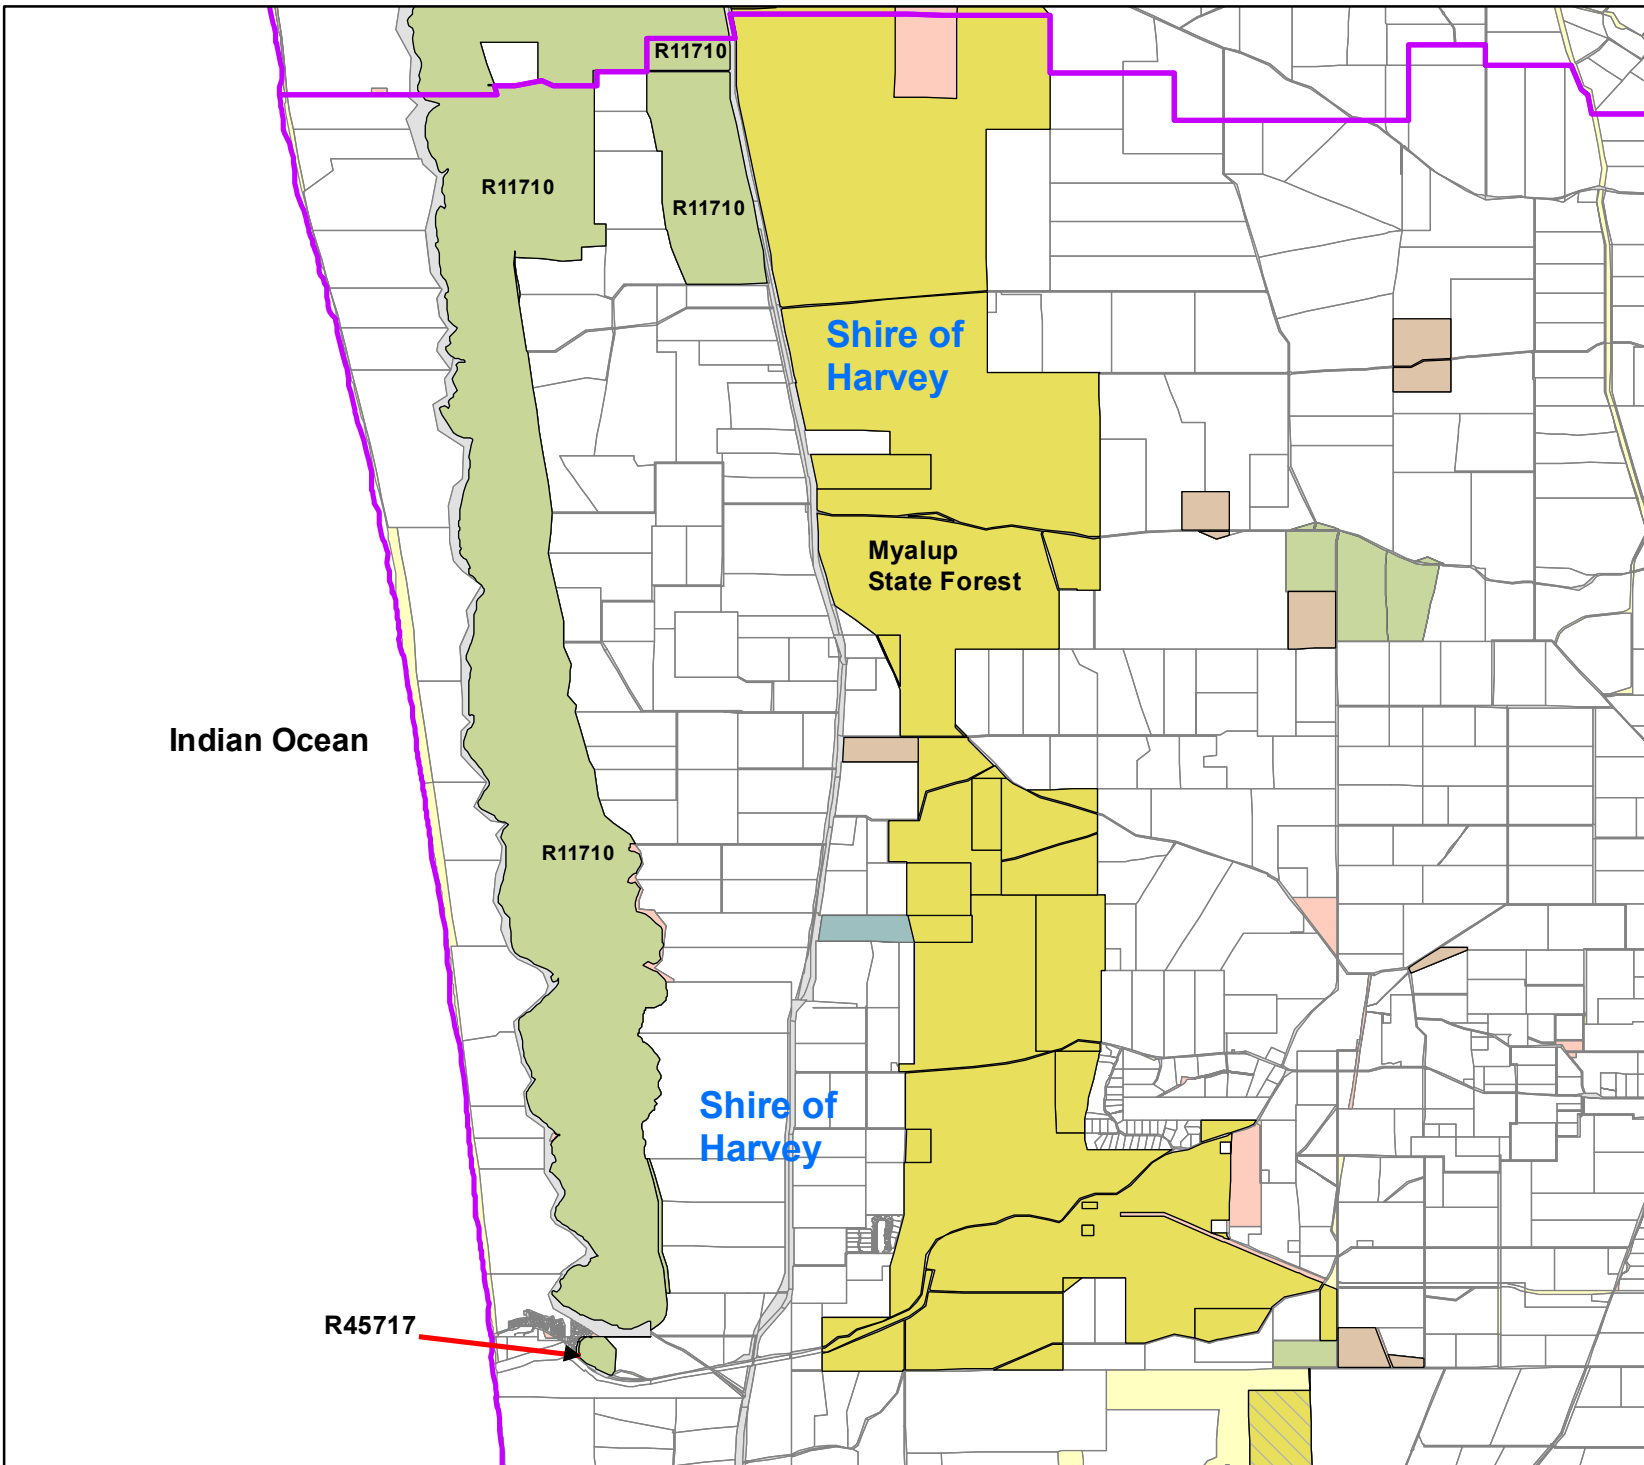 R11710
R11710
R11710
Shire of
Harvey
Myalup
State Forest
Indian Ocean
R11710
Shire of
Harvey
R45717